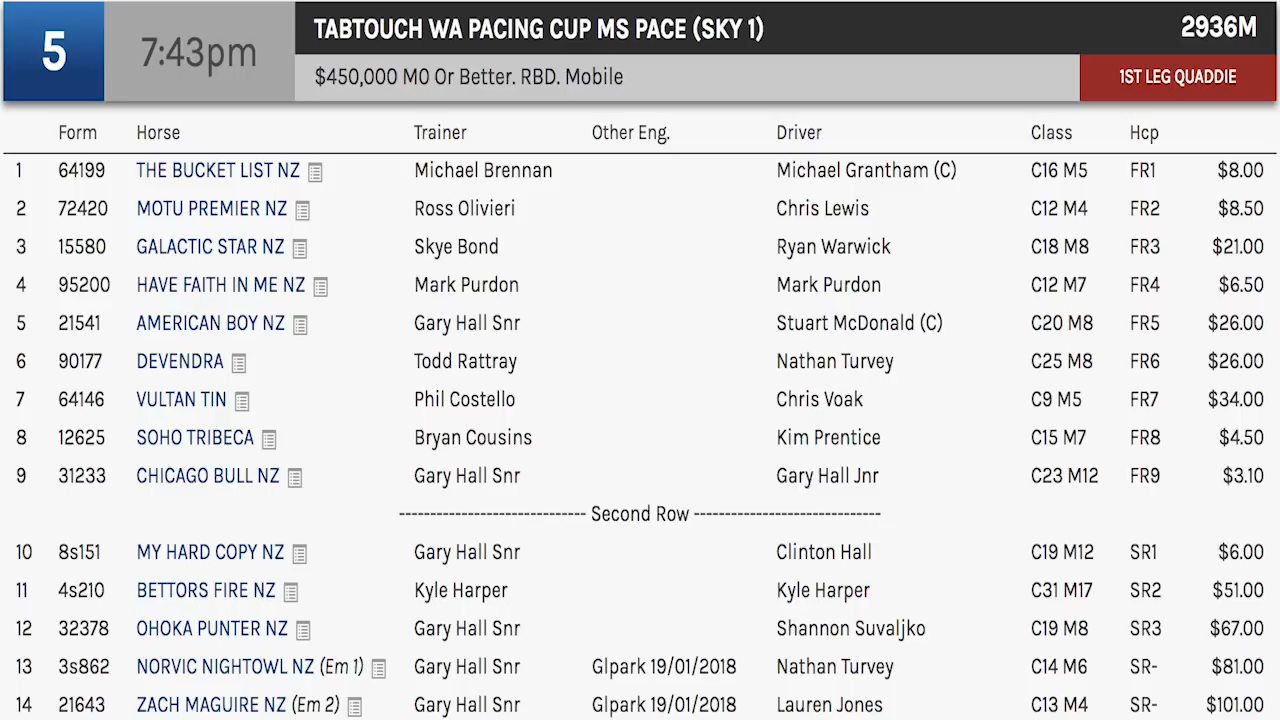 5 7:43pm TABTOUCH WA PACING CUP MS PACE (SKY 1) 2936M
$450,000 M0 Or Better. RBD. Mobile 1ST LEG QUADDIE
Form Horse Trainer Other Eng. Driver Class Hcp
1 64199 THE BUCKET LIST NZ Michael Brennan Michael Grantham (C) C16 M5 FR1 $8.00
2 72420 MOTU PREMIER NZ Ross Olivieri Chris Lewis C12 M4 FR2 $8.50
3 15580 GALACTIC STAR NZ Skye Bond Ryan Warwick C18 M8 FR3 $21.00
4 95200 HAVE FAITH IN ME NZ Mark Purdon Mark Purdon C12 M7 FR4 $6.50
5 21541 AMERICAN BOY NZ Gary Hall Snr Stuart McDonald (C) C20 M8 FR5 $26.00
6 90177 DEVENDRA Todd Rattray Nathan Turvey C25 M8 FR6 $26.00
7 64146 VULTAN TIN Phil Costello Chris Voak C9 M5 FR7 $34.00
8 12625 SOHO TRIBECA Bryan Cousins Kim Prentice C15 M7 FR8 $4.50
9 31233 CHICAGO BULL NZ Gary Hall Snr Gary Hall Jnr C23 M12 FR9 $3.10
---------------------------- Second Row ----------------------------
10 8s151 MY HARD COPY NZ Gary Hall Snr Clinton Hall C19 M12 SR1 $6.00
11 4s210 BETTORS FIRE NZ Kyle Harper Kyle Harper C31 M17 SR2 $51.00
12 32378 OHOKA PUNTER NZ Gary Hall Snr Shannon Suvaljko C19 M8 SR3 $67.00
13 3s862 NORVIC NIGHTOWL NZ (Em 1) Gary Hall Snr Glpark 19/01/2018 Nathan Turvey C14 M6 SR- $81.00
14 21643 ZACH MAGUIRE NZ (Em 2) Gary Hall Snr Glpark 19/01/2018 Lauren Jones C13 M4 SR- $101.00